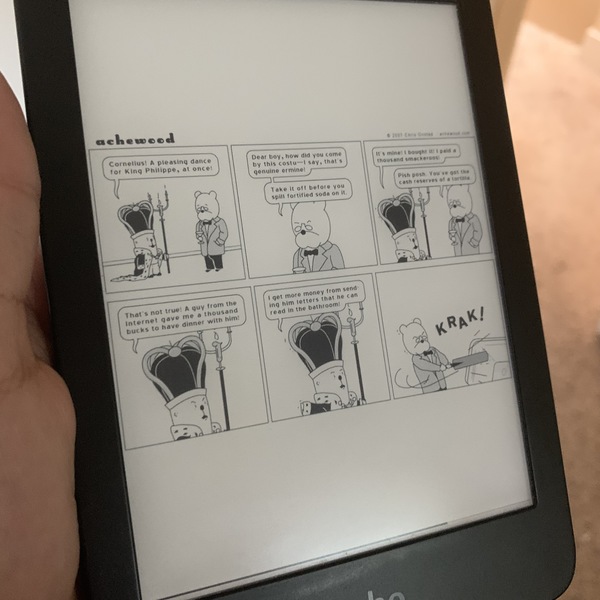 achewood
© 2007 Chris Onstad achewood.com
Cornelius! A pleasing dance
for King Philippe, at once!
Dear boy, how did you come
by this costu—I say, that's
genuine ermine!
Take it off before you
spill fortified soda on it.
It's mine! I bought it! I paid a
thousand smackeroos!
Pish posh. You've got the
cash reserves of a tortilla.
That's not true! A guy from the
Internet gave me a thousand
bucks to have dinner with him!
I get more money from send
ing him letters that he can
read in the bathroom!
KRAK!